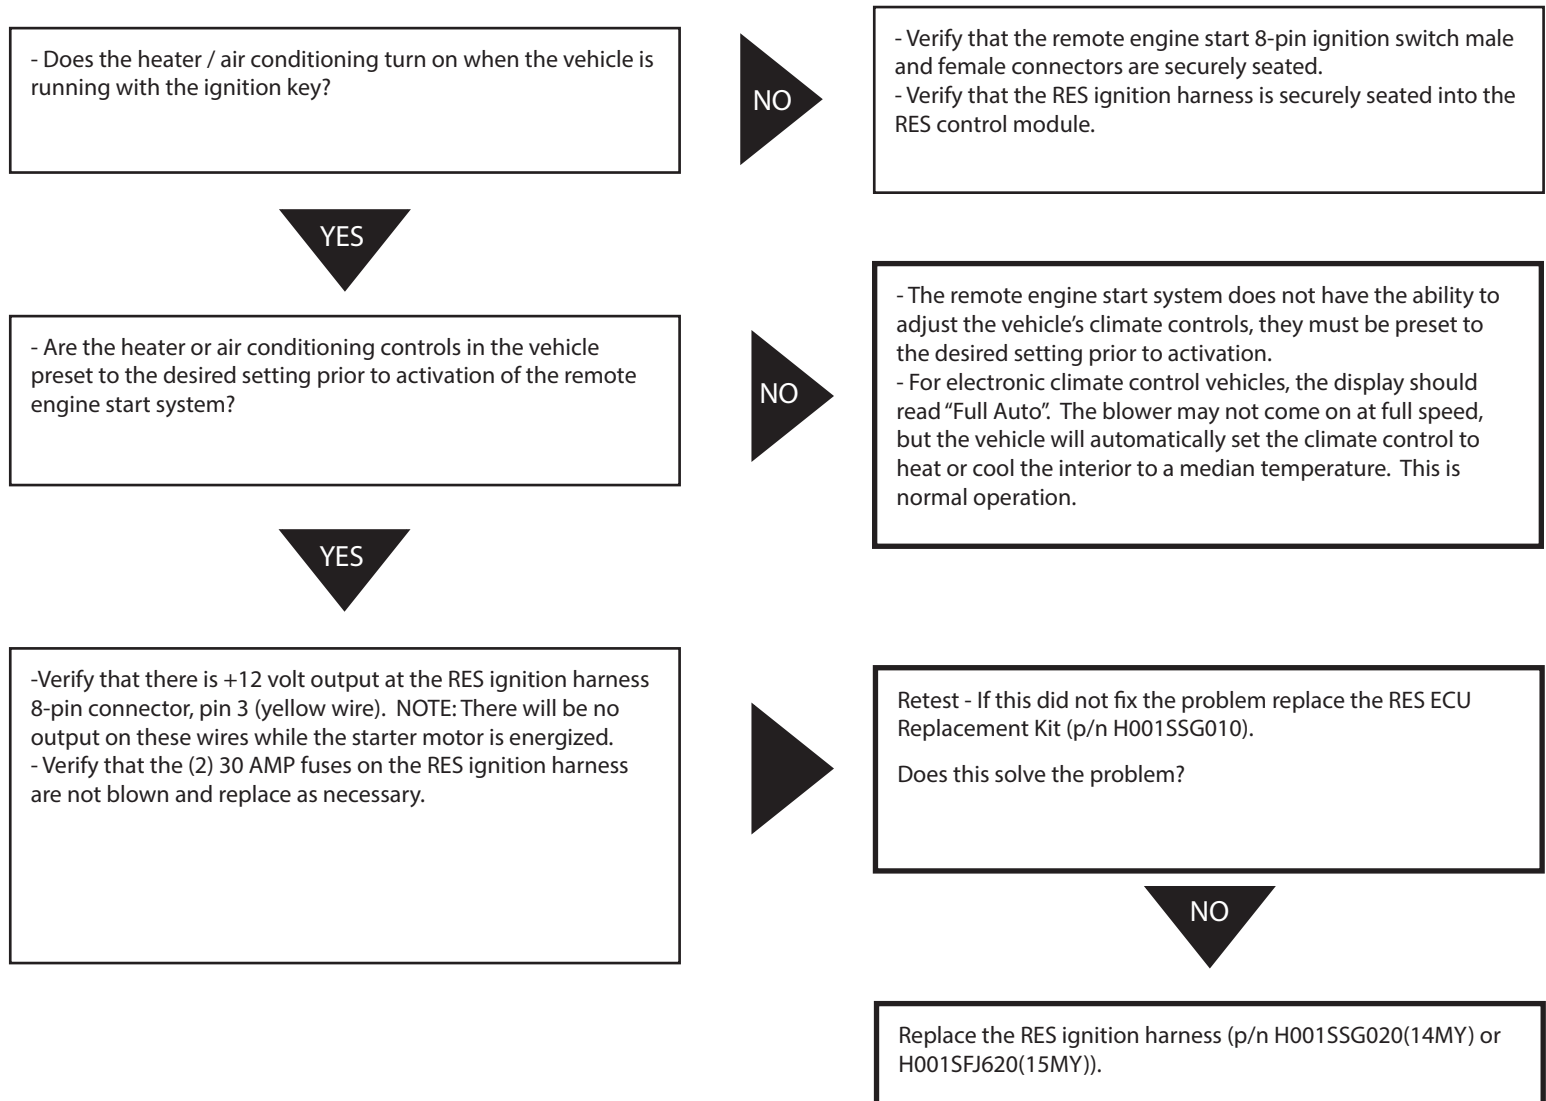 - Does the heater / air conditioning turn on when the vehicle is
running with the ignition key?
NO
- Verify that the remote engine start 8-pin ignition switch male
and female connectors are securely seated.
- Verify that the RES ignition harness is securely seated into the
RES control module.
YES
- Are the heater or air conditioning controls in the vehicle
preset to the desired setting prior to activation of the remote
engine start system?
NO
- The remote engine start system does not have the ability to
adjust the vehicle’s climate controls, they must be preset to
the desired setting prior to activation.
- For electronic climate control vehicles, the display should
read “Full Auto”.  The blower may not come on at full speed,
but the vehicle will automatically set the climate control to
heat or cool the interior to a median temperature.  This is
normal operation.
YES
-Verify that there is +12 volt output at the RES ignition harness
8-pin connector, pin 3 (yellow wire).  NOTE: There will be no
output on these wires while the starter motor is energized.
- Verify that the (2) 30 AMP fuses on the RES ignition harness
are not blown and replace as necessary.
Retest - If this did not fix the problem replace the RES ECU
Replacement Kit (p/n H001SSG010).
Does this solve the problem?
NO
Replace the RES ignition harness (p/n H001SSG020(14MY) or
H001SFJ620(15MY)).